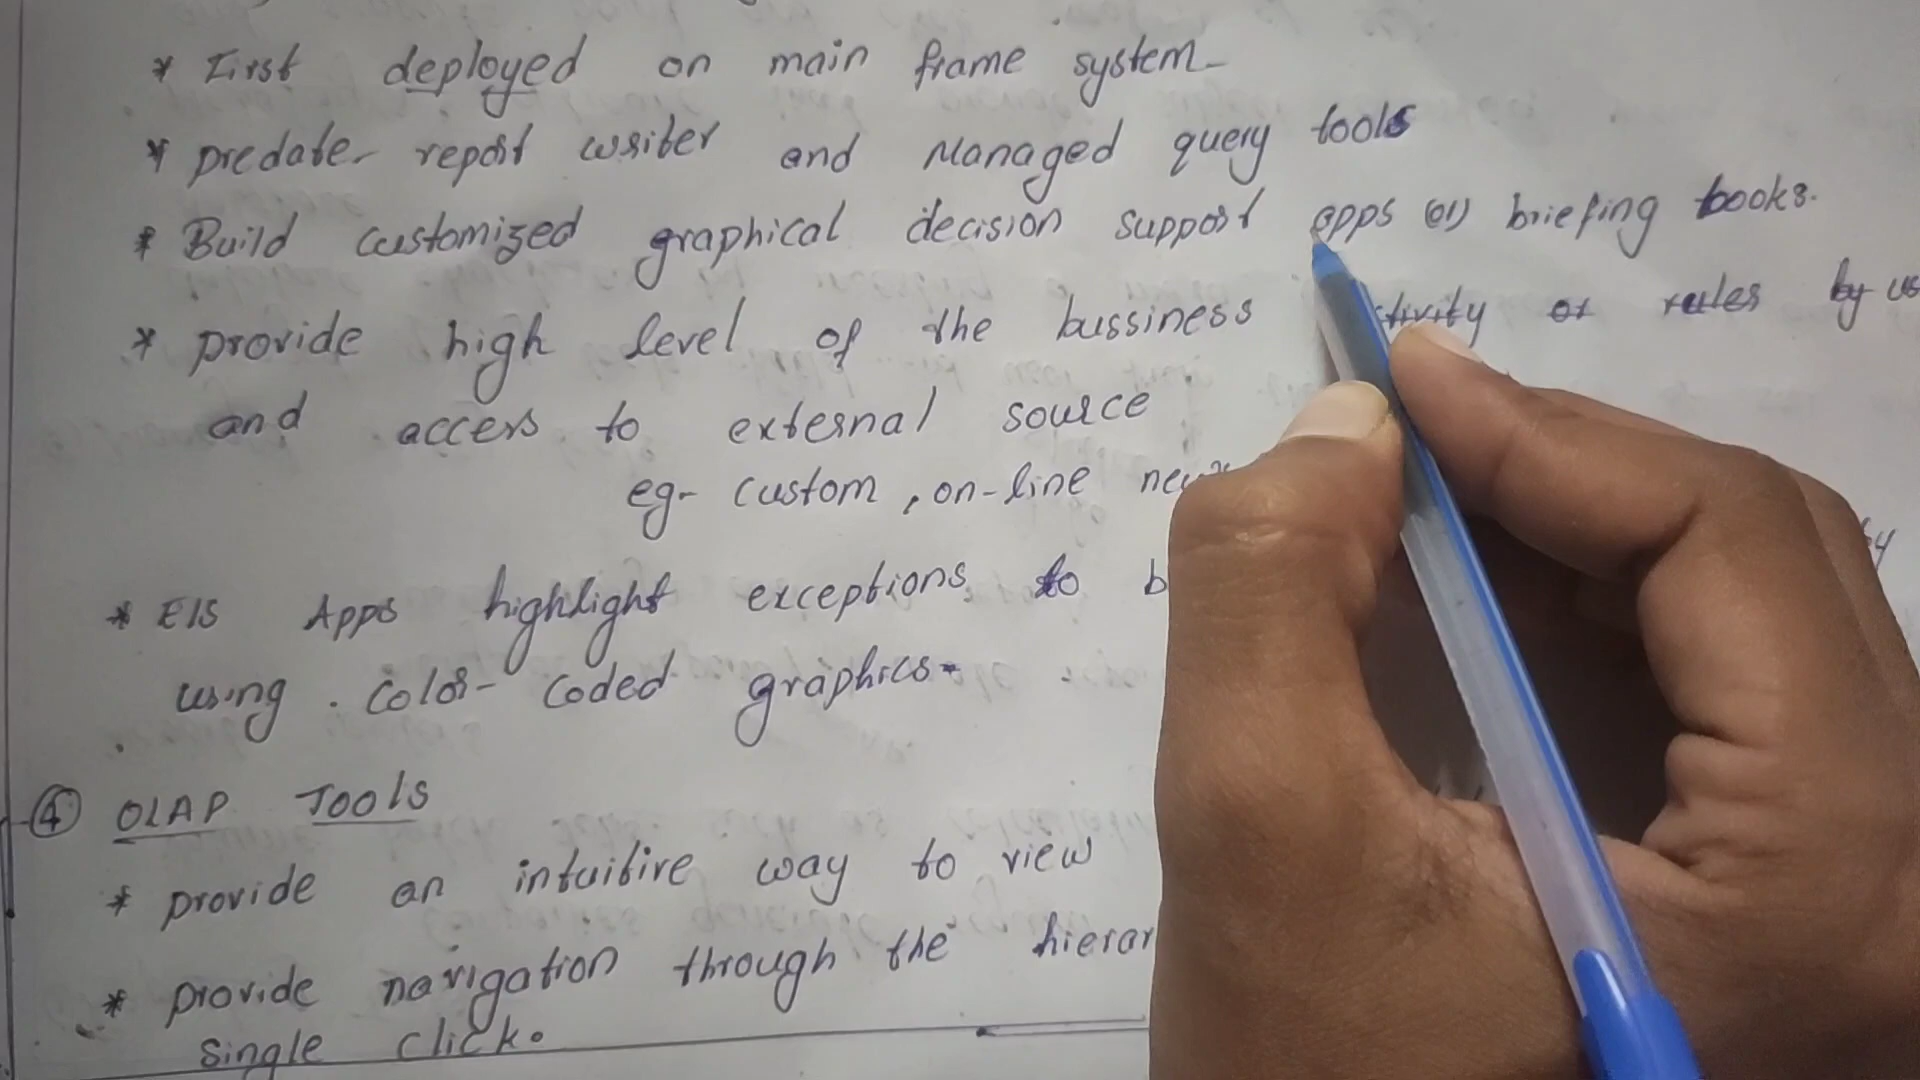 * First deployed on main frame system-
* predate report writer and Managed query tools
* Build customized graphical decision support apps (or) briefing books.
* provide high level of the bussiness or rules by us
and access to external source
eg- custom, on-line
* EIS Apps highlight exceptions to b
using color-coded graphics-
④ OLAP Tools
* provide an intuitive way to view
* provide navigation through the hierar
single click.